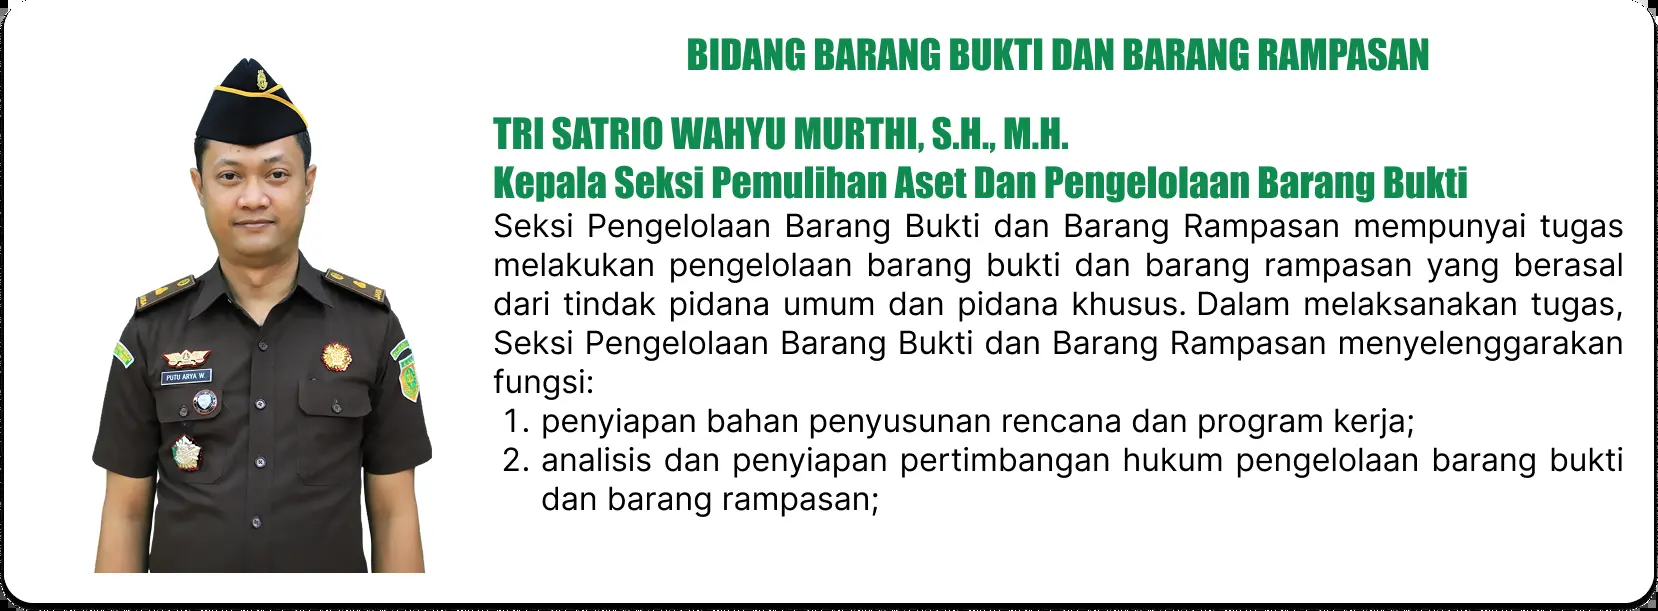 BIDANG BARANG BUKTI DAN BARANG RAMPASAN
TRI SATRIO WAHYU MURTHI, S.H., M.H.
Kepala Seksi Pemulihan Aset Dan Pengelolaan Barang Bukti
Seksi Pengelolaan Barang Bukti dan Barang Rampasan mempunyai tugas
melakukan pengelolaan barang bukti dan barang rampasan yang berasal
dari tindak pidana umum dan pidana khusus. Dalam melaksanakan tugas,
Seksi Pengelolaan Barang Bukti dan Barang Rampasan menyelenggarakan
fungsi:
1. penyiapan bahan penyusunan rencana dan program kerja;
2. analisis dan penyiapan pertimbangan hukum pengelolaan barang bukti
dan barang rampasan;
PUTU ARYA W.